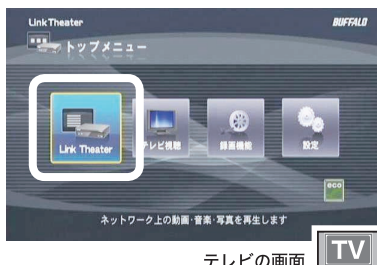 LinkTheater
BUFFALO
トップメニュー
Link Theater テレビ視聴 録画機能 設定
eco
ネットワーク上の動画・音楽・写真を再生します
テレビの画面 TV